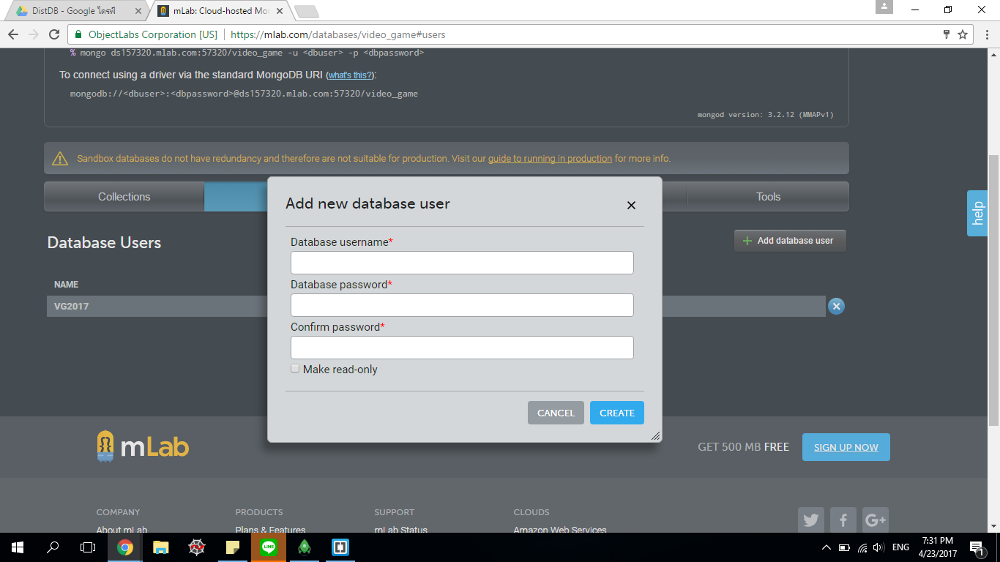 DistDB - Google ไดรฟ์
mLab: Cloud-hosted Mon
ObjectLabs Corporation [US]
https://mlab.com/databases/video_game#users
% mongo ds157320.mlab.com:57320/video_game -u <dbuser> -p <dbpassword>
To connect using a driver via the standard MongoDB URI (what's this?):
mongodb://<dbuser>:<dbpassword>@ds157320.mlab.com:57320/video_game
mongod version: 3.2.12 (MMAPv1)
Sandbox databases do not have redundancy and therefore are not suitable for production. Visit our guide to running in production for more info.
Collections
Tools
help
Add new database user
Database Users
Add database user
Database username*
Database password*
NAME
VG2017
Confirm password*
Make read-only
CANCEL
CREATE
mLab
GET 500 MB FREE
SIGN UP NOW
COMPANY
PRODUCTS
SUPPORT
CLOUDS
About mLab
Plans & Features
mLab Status
Amazon Web Services
G+
LINE
ENG
7:31 PM
4/23/2017
1